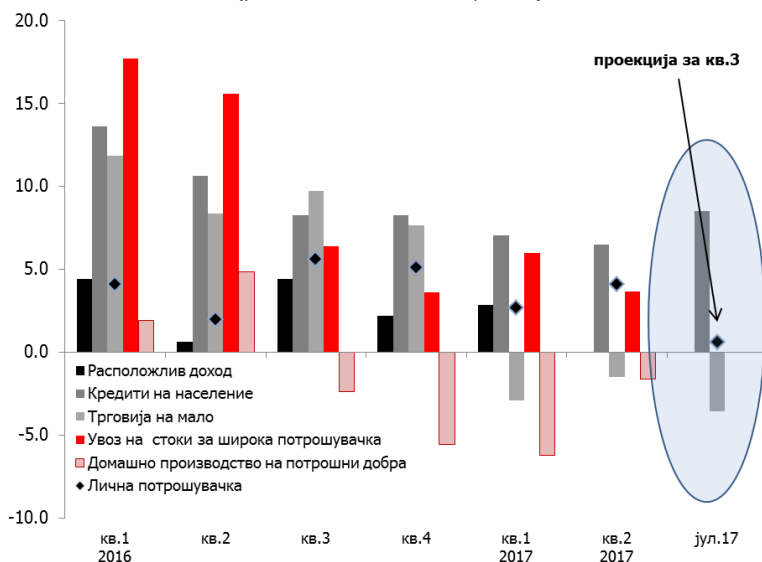 20.0
15.0
10.0
5.0
0.0
-5.0
-10.0
проекција за кв.3
Расположлив доход
Кредити на население
Трговија на мало
Увоз на стоки за широка потрошувачка
Домашно производство на потрошни добра
Лична потрошувачка
кв.1 кв.2 кв.3 кв.4 кв.1 кв.2 јул.17
2016 2017 2017